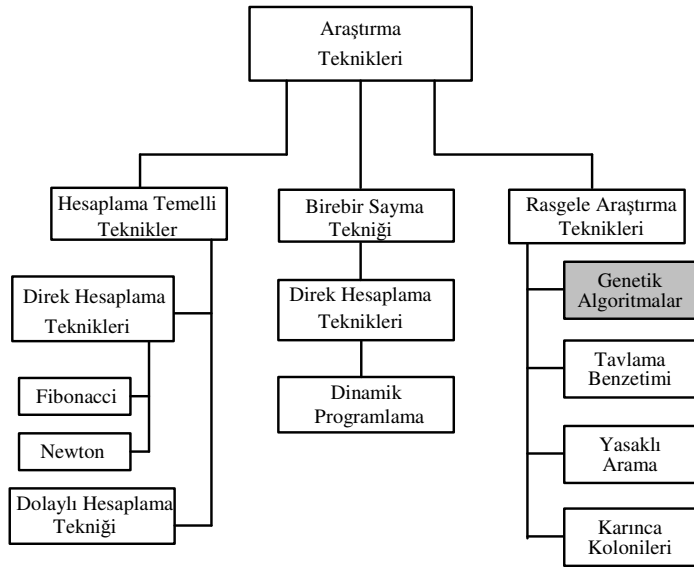 Araştırma
Teknikleri
Hesaplama Temelli
Teknikler
Birebir Sayma
Tekniği
Rasgele Araştırma
Teknikleri
Direk Hesaplama
Teknikleri
Fibonacci
Newton
Dolaylı Hesaplama
Tekniği
Direk Hesaplama
Teknikleri
Dinamik
Programlama
Genetik
Algoritmalar
Tavlama
Benzetimi
Yasaklı
Arama
Karınca
Kolonileri